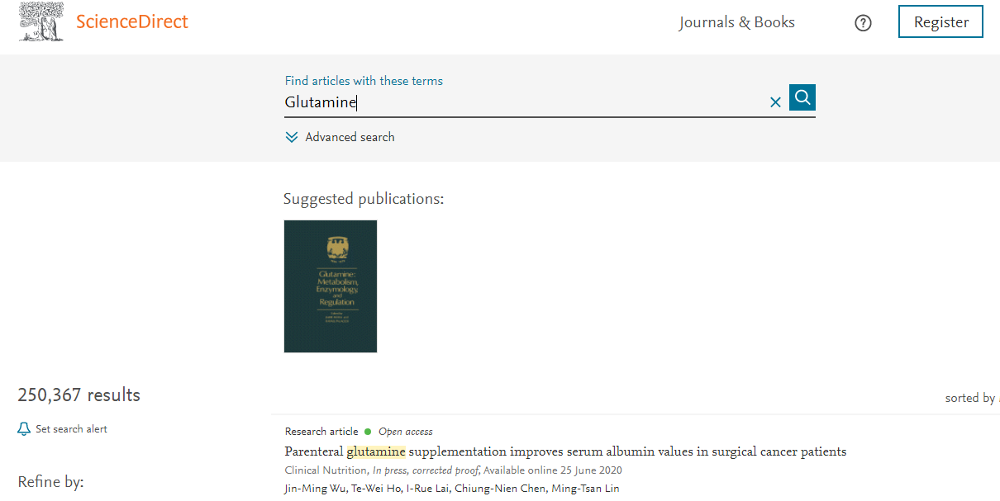 ScienceDirect
Journals & Books
?
Register
Find articles with these terms
Glutamine
Advanced search
Suggested publications:
Glutamine:
Metabolism,
Enzymology,
and
Regulation
250,367 results
sorted by
Set search alert
Research article Open access
Parenteral glutamine supplementation improves serum albumin values in surgical cancer patients
Clinical Nutrition, In press, corrected proof, Available online 25 June 2020
Refine by:
Jin-Ming Wu, Te-Wei Ho, I-Rue Lai, Chiung-Nien Chen, Ming-Tsan Lin